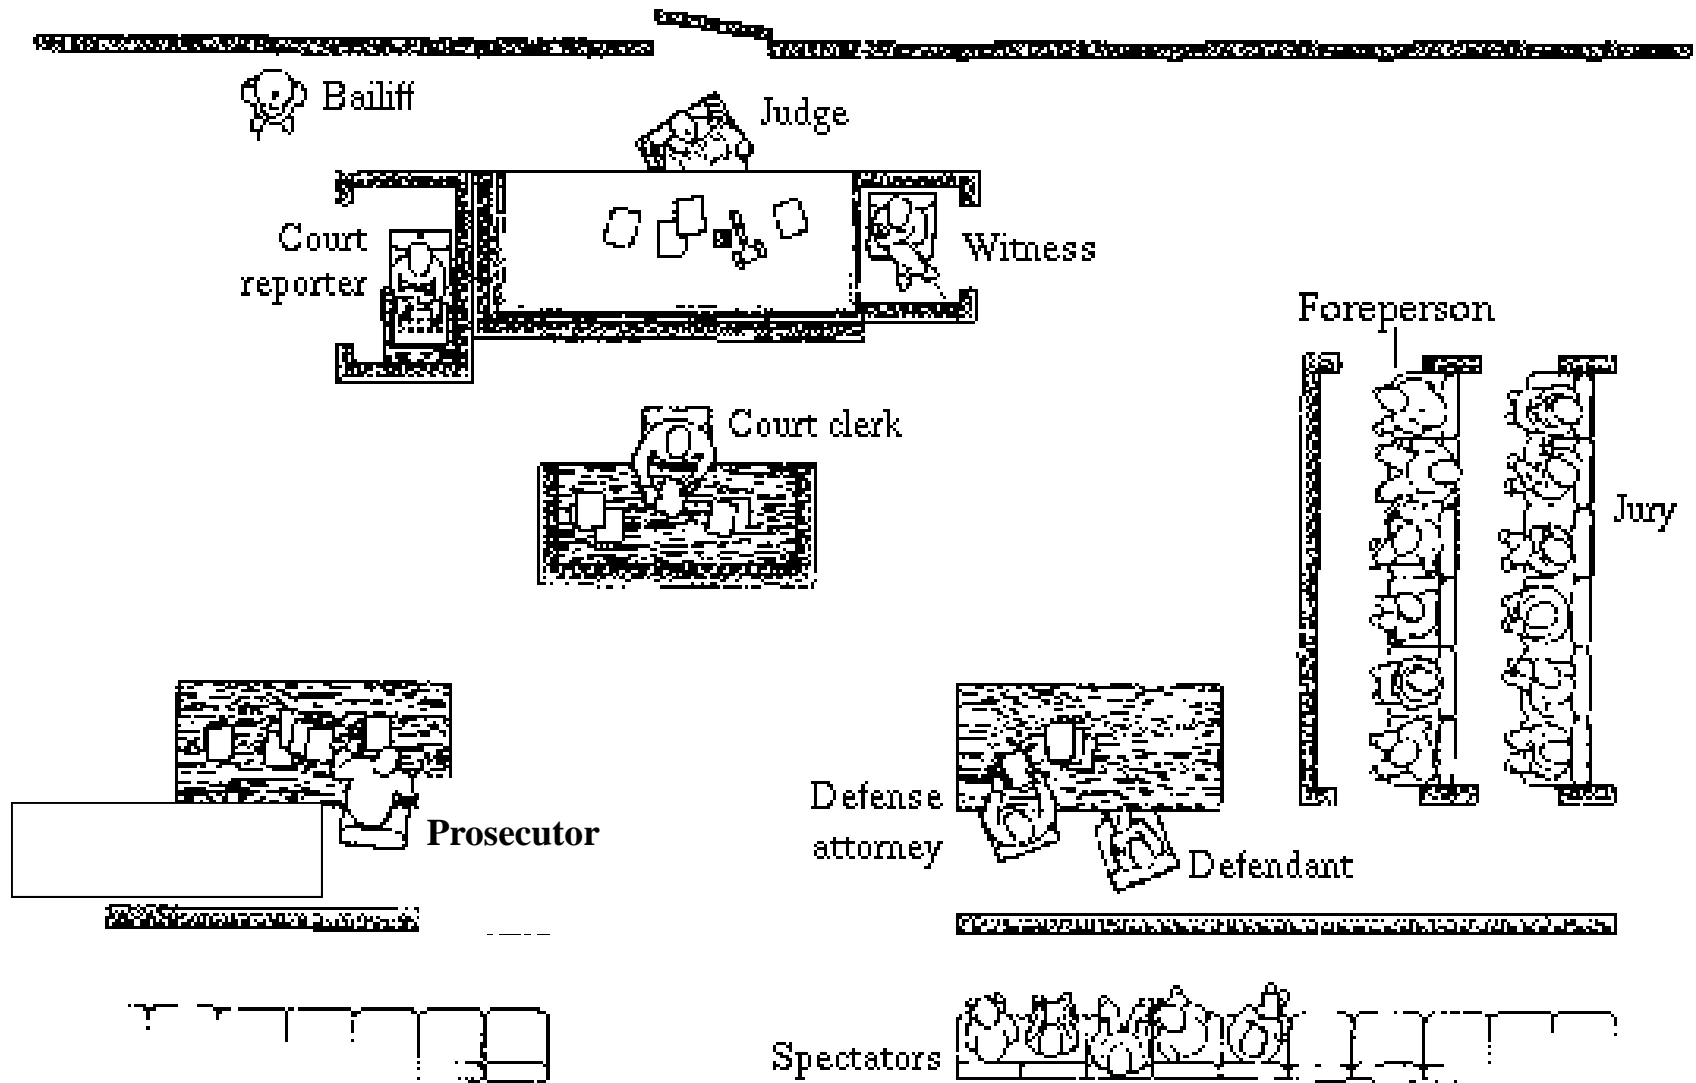 Bailiff
Judge
Court
reporter
Witness
Foreperson
Court clerk
Jury
Prosecutor
Defense
attorney
Defendant
Spectators